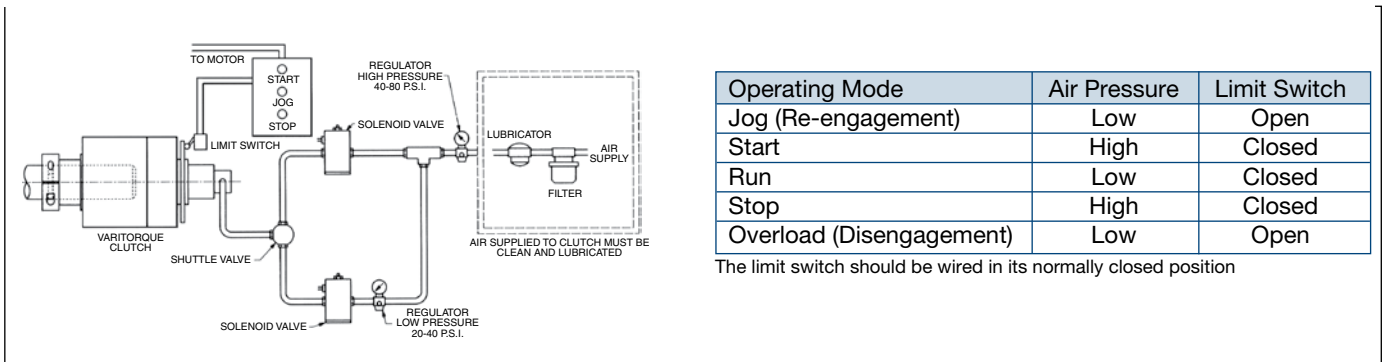 TO MOTOR
START
JOG
STOP
LIMIT SWITCH
VARITORQUE
CLUTCH
SHUTTLE VALVE
SOLENOID VALVE
REGULATOR
HIGH PRESSURE
40-80 P.S.I.
LUBRICATOR
AIR
SUPPLY
FILTER
AIR SUPPLIED TO CLUTCH MUST BE
CLEAN AND LUBRICATED
SOLENOID VALVE
REGULATOR
LOW PRESSURE
20-40 P.S.I.
Operating Mode Air Pressure Limit Switch
Jog (Re-engagement) Low Open
Start High Closed
Run Low Closed
Stop High Closed
Overload (Disengagement) Low Open
The limit switch should be wired in its normally closed position